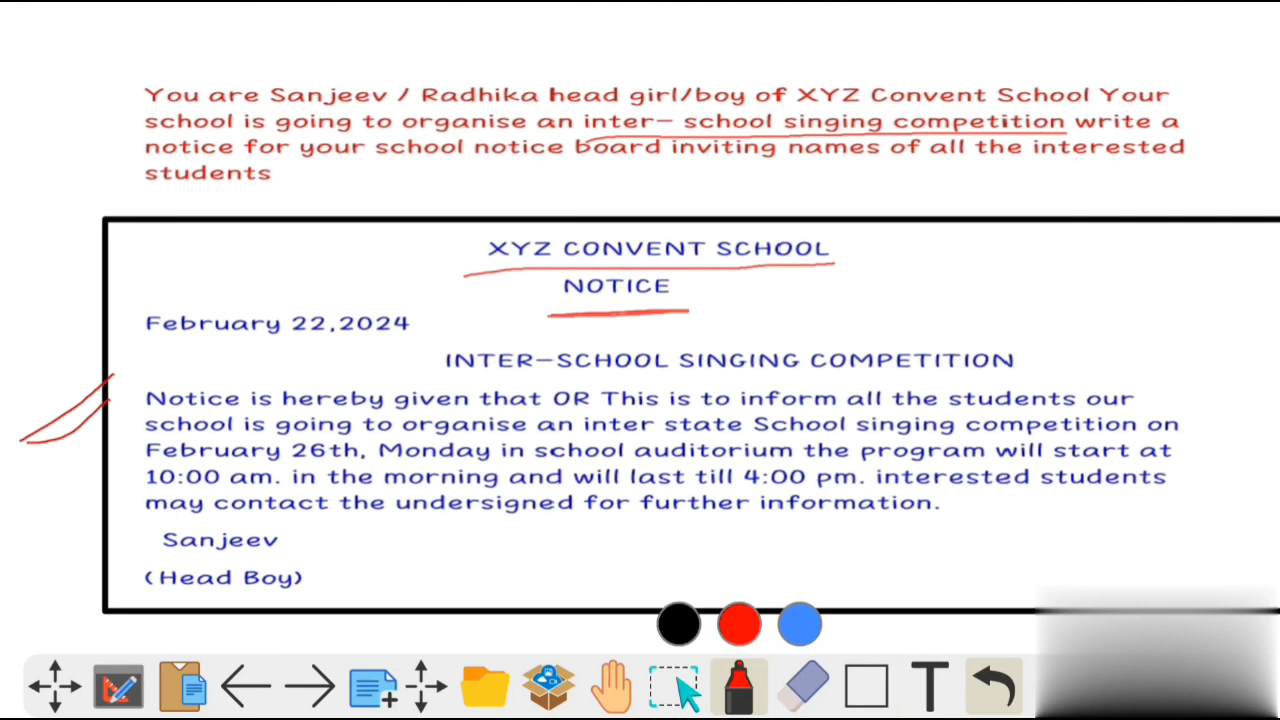 You are Sanjeev / Radhika head girl/boy of XYZ Convent School Your
school is going to organise an inter- school singing competition write a
notice for your school notice board inviting names of all the interested
students
XYZ CONVENT SCHOOL
NOTICE
February 22,2024
INTER-SCHOOL SINGING COMPETITION
Notice is hereby given that OR This is to inform all the students our
school is going to organise an inter state School singing competition on
February 26th, Monday in school auditorium the program will start at
10:00 am. in the morning and will last till 4:00 pm. interested students
may contact the undersigned for further information.
Sanjeev
(Head Boy)
T